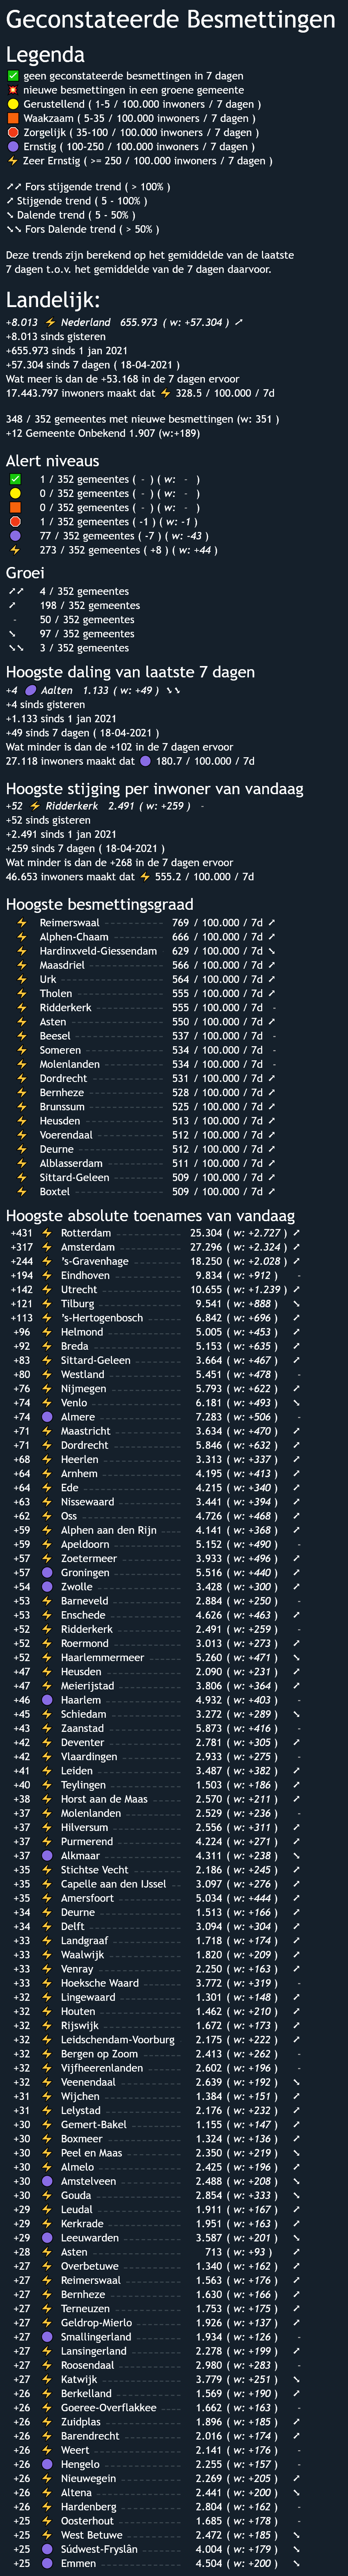 Geconstateerde Besmettingen
Legenda
geen geconstateerde besmettingen in 7 dagen
nieuwe besmettingen in een groene gemeente
Gerustellend ( 1-5 / 100.000 inwoners / 7 dagen )
Waakzaam ( 5-35 / 100.000 inwoners / 7 dagen )
Zorgelijk ( 35-100 / 100.000 inwoners / 7 dagen )
Ernstig ( 100-250 / 100.000 inwoners / 7 dagen )
Zeer Ernstig ( >= 250 / 100.000 inwoners / 7 dagen )
Fors stijgende trend ( > 100% )
Stijgende trend ( 5 - 100% )
Dalende trend ( 5 - 50% )
Fors Dalende trend ( > 50% )
Deze trends zijn berekend op het gemiddelde van de laatste
7 dagen t.o.v. het gemiddelde van de 7 dagen daarvoor.
Landelijk:
+8.013 Nederland 655.973 ( w: +57.304 )
+8.013 sinds gisteren
+655.973 sinds 1 jan 2021
+57.304 sinds 7 dagen ( 18-04-2021 )
Wat meer is dan de +53.168 in de 7 dagen ervoor
17.443.797 inwoners maakt dat 328.5 / 100.000 / 7d
348 / 352 gemeentes met nieuwe besmettingen (w: 351 )
+12 Gemeente Onbekend 1.907 (w:+189)
Alert niveaus
1 / 352 gemeentes ( - ) ( w: - )
0 / 352 gemeentes ( - ) ( w: - )
0 / 352 gemeentes ( - ) ( w: - )
1 / 352 gemeentes ( -1 ) ( w: -1 )
77 / 352 gemeentes ( -7 ) ( w: -43 )
273 / 352 gemeentes ( +8 ) ( w: +44 )
Groei
4 / 352 gemeentes
198 / 352 gemeentes
- 50 / 352 gemeentes
97 / 352 gemeentes
3 / 352 gemeentes
Hoogste daling van laatste 7 dagen
+4 Aalten 1.133 ( w: +49 )
+4 sinds gisteren
+1.133 sinds 1 jan 2021
+49 sinds 7 dagen ( 18-04-2021 )
Wat minder is dan de +102 in de 7 dagen ervoor
27.118 inwoners maakt dat 180.7 / 100.000 / 7d
Hoogste stijging per inwoner van vandaag
+52 Ridderkerk 2.491 ( w: +259 ) -
+52 sinds gisteren
+2.491 sinds 1 jan 2021
+259 sinds 7 dagen ( 18-04-2021 )
Wat minder is dan de +268 in de 7 dagen ervoor
46.653 inwoners maakt dat 555.2 / 100.000 / 7d
Hoogste besmettingsgraad
Reimerswaal 769 / 100.000 / 7d
Alphen-Chaam 666 / 100.000 / 7d
Hardinxveld-Giessendam 629 / 100.000 / 7d
Maasdriel 566 / 100.000 / 7d
Urk 564 / 100.000 / 7d
Tholen 555 / 100.000 / 7d
Ridderkerk 555 / 100.000 / 7d -
Asten 550 / 100.000 / 7d
Beesel 537 / 100.000 / 7d -
Someren 534 / 100.000 / 7d -
Molenlanden 534 / 100.000 / 7d -
Dordrecht 531 / 100.000 / 7d
Bernheze 528 / 100.000 / 7d
Brunssum 525 / 100.000 / 7d
Heusden 513 / 100.000 / 7d
Voerendaal 512 / 100.000 / 7d
Deurne 512 / 100.000 / 7d
Alblasserdam 511 / 100.000 / 7d
Sittard-Geleen 509 / 100.000 / 7d
Boxtel 509 / 100.000 / 7d
Hoogste absolute toenames van vandaag
+431 Rotterdam 25.304 ( w: +2.727 )
+317 Amsterdam 27.296 ( w: +2.324 )
+244 's-Gravenhage 18.250 ( w: +2.028 )
+194 Eindhoven 9.834 ( w: +912 ) -
+142 Utrecht 10.655 ( w: +1.239 )
+121 Tilburg 9.541 ( w: +888 )
+113 's-Hertogenbosch 6.842 ( w: +696 )
+96 Helmond 5.005 ( w: +453 )
+92 Breda 5.153 ( w: +635 )
+83 Sittard-Geleen 3.664 ( w: +467 )
+80 Westland 5.451 ( w: +478 ) -
+76 Nijmegen 5.793 ( w: +622 )
+74 Venlo 6.181 ( w: +493 )
+74 Almere 7.283 ( w: +506 ) -
+71 Maastricht 3.634 ( w: +470 )
+71 Dordrecht 5.846 ( w: +632 )
+68 Heerlen 3.313 ( w: +337 )
+64 Arnhem 4.195 ( w: +413 )
+64 Ede 4.215 ( w: +340 )
+63 Nissewaard 3.441 ( w: +394 )
+62 Oss 4.726 ( w: +468 )
+59 Alphen aan den Rijn 4.141 ( w: +368 )
+59 Apeldoorn 5.152 ( w: +490 ) -
+57 Zoetermeer 3.933 ( w: +496 )
+57 Groningen 5.516 ( w: +440 )
+54 Zwolle 3.428 ( w: +300 )
+53 Barneveld 2.884 ( w: +250 ) -
+53 Enschede 4.626 ( w: +463 )
+52 Ridderkerk 2.491 ( w: +259 ) -
+52 Roermond 3.013 ( w: +273 )
+52 Haarlemmermeer 5.260 ( w: +471 )
+47 Heusden 2.090 ( w: +231 )
+47 Meierijstad 3.806 ( w: +364 )
+46 Haarlem 4.932 ( w: +403 ) -
+45 Schiedam 3.272 ( w: +289 )
+43 Zaanstad 5.873 ( w: +416 ) -
+42 Deventer 2.781 ( w: +305 )
+42 Vlaardingen 2.933 ( w: +275 ) -
+41 Leiden 3.487 ( w: +382 )
+40 Teylingen 1.503 ( w: +186 )
+38 Horst aan de Maas 2.570 ( w: +211 )
+37 Molenlanden 2.529 ( w: +236 ) -
+37 Hilversum 2.556 ( w: +311 )
+37 Purmerend 4.224 ( w: +271 )
+37 Alkmaar 4.311 ( w: +238 )
+35 Stichtse Vecht 2.186 ( w: +245 )
+35 Capelle aan den IJssel 3.097 ( w: +276 )
+35 Amersfoort 5.034 ( w: +444 )
+34 Deurne 1.513 ( w: +166 )
+34 Delft 3.094 ( w: +304 )
+33 Landgraaf 1.718 ( w: +174 )
+33 Waalwijk 1.820 ( w: +209 )
+33 Venray 2.250 ( w: +163 )
+33 Hoeksche Waard 3.772 ( w: +319 ) -
+32 Lingewaard 1.301 ( w: +148 )
+32 Houten 1.462 ( w: +210 )
+32 Rijswijk 1.672 ( w: +173 )
+32 Leidschendam-Voorburg 2.175 ( w: +222 )
+32 Bergen op Zoom 2.413 ( w: +262 ) -
+32 Vijfheerenlanden 2.602 ( w: +196 ) -
+32 Veenendaal 2.639 ( w: +192 )
+31 Wijchen 1.384 ( w: +151 )
+31 Lelystad 2.176 ( w: +232 )
+30 Gemert-Bakel 1.155 ( w: +147 )
+30 Boxmeer 1.324 ( w: +136 )
+30 Peel en Maas 2.350 ( w: +219 )
+30 Almelo 2.425 ( w: +196 )
+30 Amstelveen 2.488 ( w: +208 )
+30 Gouda 2.854 ( w: +333 )
+29 Leudal 1.911 ( w: +167 )
+29 Kerkrade 1.951 ( w: +163 )
+29 Leeuwarden 3.587 ( w: +201 )
+28 Asten 713 ( w: +93 )
+27 Overbetuwe 1.340 ( w: +162 )
+27 Reimerswaal 1.563 ( w: +176 )
+27 Bernheze 1.630 ( w: +166 )
+27 Terneuzen 1.753 ( w: +175 )
+27 Geldrop-Mierlo 1.926 ( w: +137 )
+27 Smallingerland 1.934 ( w: +126 ) -
+27 Lansingerland 2.278 ( w: +199 )
+27 Roosendaal 2.980 ( w: +283 ) -
+27 Katwijk 3.779 ( w: +251 )
+26 Berkelland 1.569 ( w: +190 )
+26 Goeree-Overflakkee 1.662 ( w: +163 ) -
+26 Zuidplas 1.896 ( w: +185 )
+26 Barendrecht 2.016 ( w: +174 )
+26 Weert 2.141 ( w: +176 ) -
+26 Hengelo 2.255 ( w: +157 ) -
+26 Nieuwegein 2.269 ( w: +205 )
+26 Altena 2.441 ( w: +200 )
+26 Hardenberg 2.804 ( w: +162 ) -
+25 Oosterhout 1.685 ( w: +178 ) -
+25 West Betuwe 2.472 ( w: +185 )
+25 Súdwest-Fryslân 4.004 ( w: +179 )
+25 Emmen 4.504 ( w: +200 )